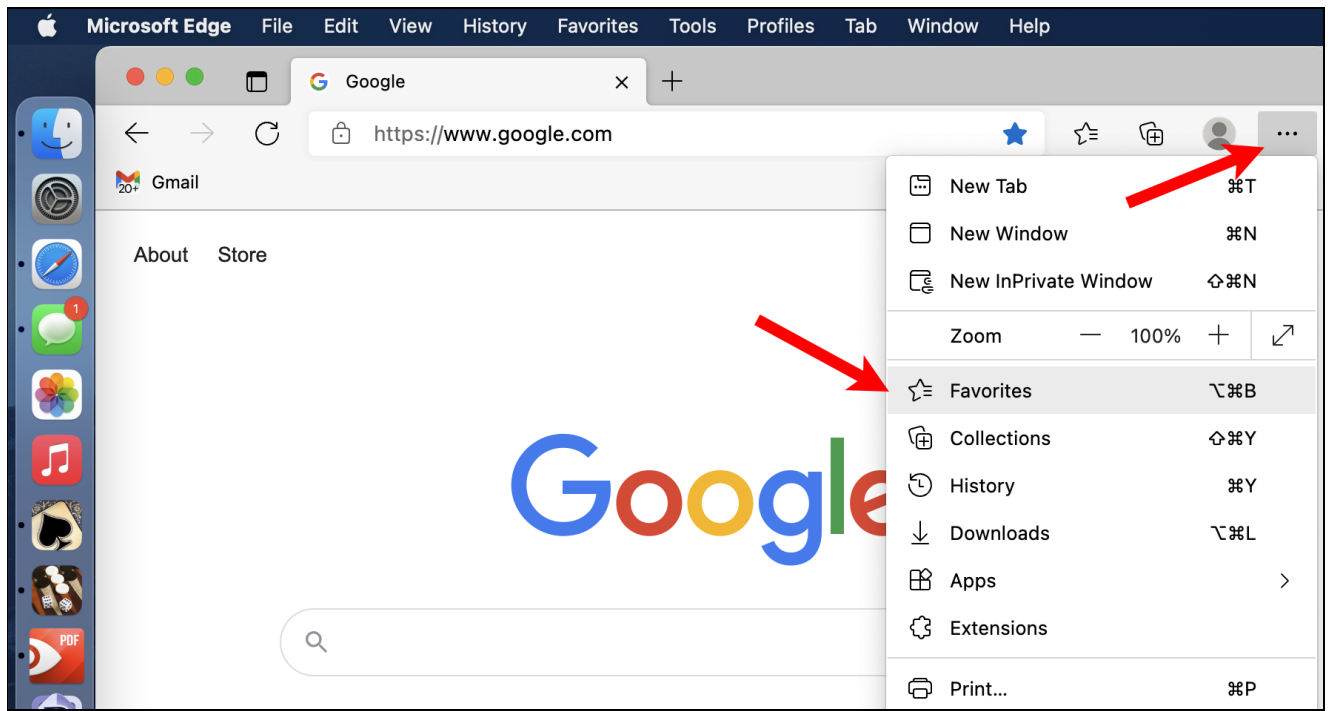 Microsoft Edge File Edit View History Favorites Tools Profiles Tab Window Help
Google
https://www.google.com
20+ Gmail
About Store
1
Google
PDF
New Tab ⌘T
New Window ⌘N
New InPrivate Window ⇧⌘N
Zoom — 100% +
Favorites ⌥⌘B
Collections ⇧⌘Y
History ⌘Y
Downloads ⌥⌘L
Apps
Extensions
Print... ⌘P